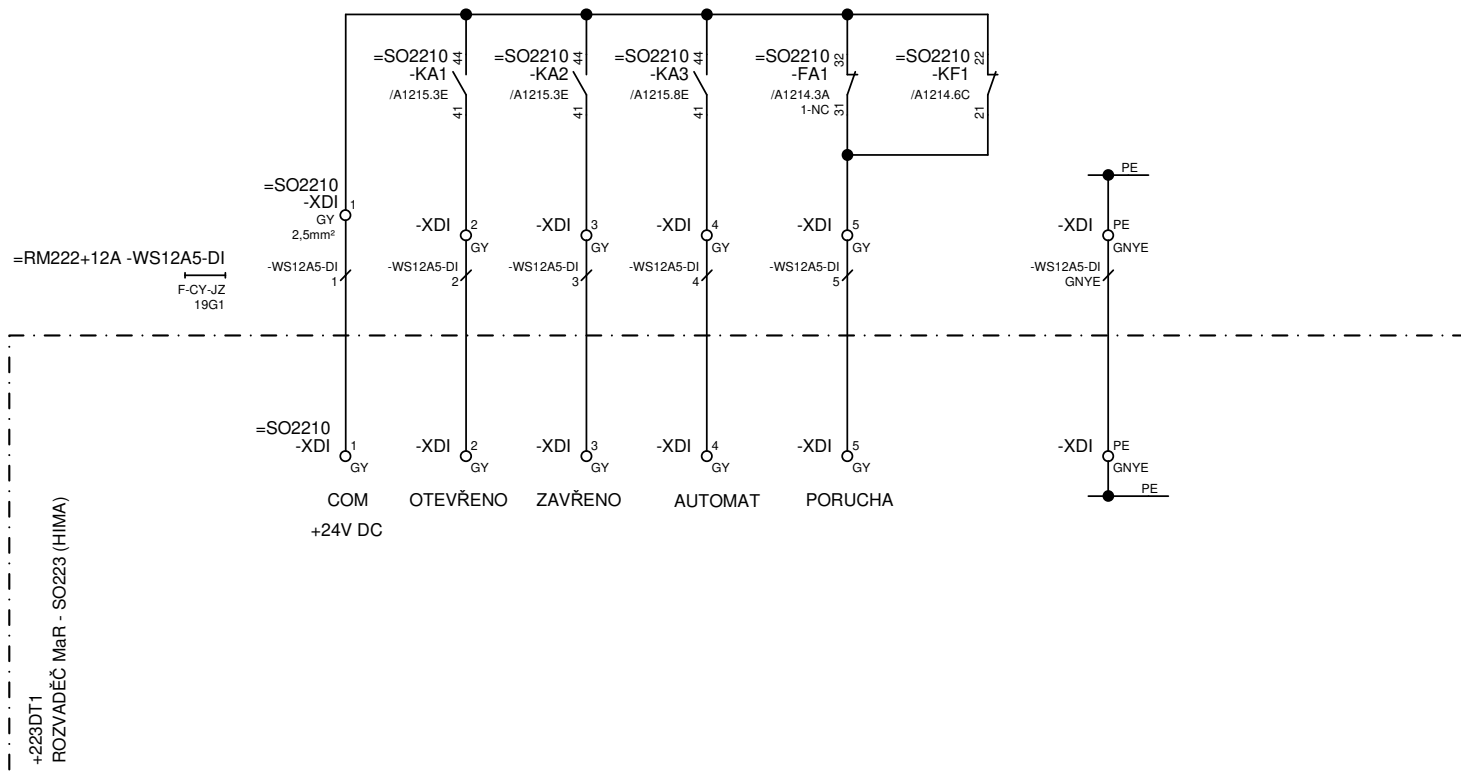 =SO2210
-KA1
/A1215.3E
44
41
=SO2210
-KA2
/A1215.3E
44
41
=SO2210
-KA3
/A1215.8E
44
41
=SO2210
-FA1
/A1214.3A
1-NC
32
31
=SO2210
-KF1
/A1214.6C
22
21
PE
=SO2210
-XDI 1
GY
2,5mm²
-XDI 2
GY
-XDI 3
GY
-XDI 4
GY
-XDI 5
GY
-XDI PE
GNYE
=RM222+12A -WS12A5-DI
F-CY-JZ
19G1
-WS12A5-DI
1
-WS12A5-DI
2
-WS12A5-DI
3
-WS12A5-DI
4
-WS12A5-DI
5
-WS12A5-DI
GNYE
=SO2210
-XDI 1
GY
-XDI 2
GY
-XDI 3
GY
-XDI 4
GY
-XDI 5
GY
-XDI PE
GNYE
PE
COM
+24V DC
OTEVŘENO
ZAVŘENO
AUTOMAT
PORUCHA
+223DT1
ROZVADĚČ MaR - SO223 (HIMA)